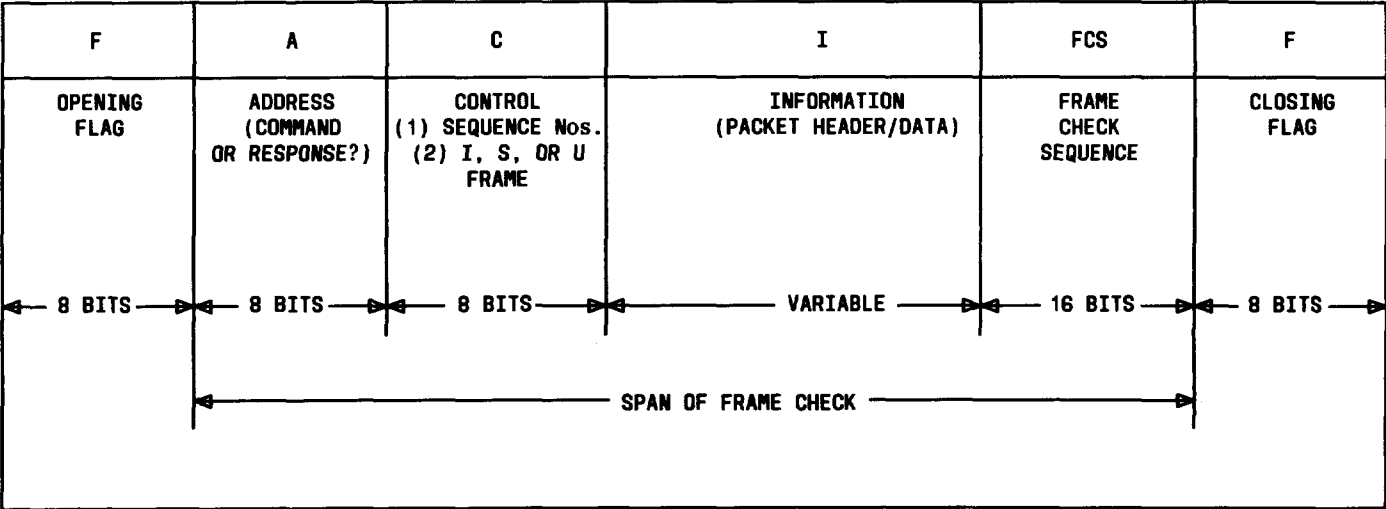 F A C I FCS F
OPENING FLAG
ADDRESS (COMMAND OR RESPONSE?)
CONTROL
(1) SEQUENCE Nos.
(2) I, S, OR U FRAME
INFORMATION (PACKET HEADER/DATA)
FRAME CHECK SEQUENCE
CLOSING FLAG
8 BITS 8 BITS 8 BITS VARIABLE 16 BITS 8 BITS
SPAN OF FRAME CHECK